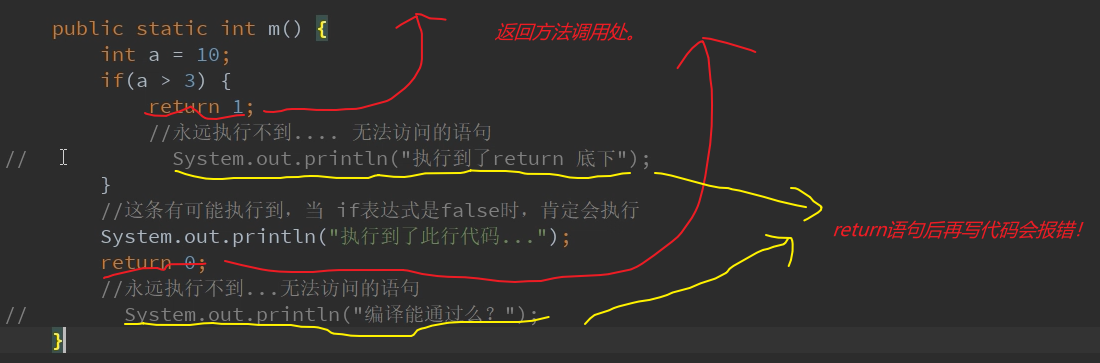 public static int m() {
返回方法调用处。
int a = 10;
if(a > 3) {
return 1;
//永远执行不到.... 无法访问的语句
// System.out.println("执行到了return 底下");
}
//这条有可能执行到，当 if表达式是false时，肯定会执行
System.out.println("执行到了此行代码...");
return语句后再写代码会报错！
return 0;
//永远执行不到...无法访问的语句
// System.out.println("编译能通过么？");
}